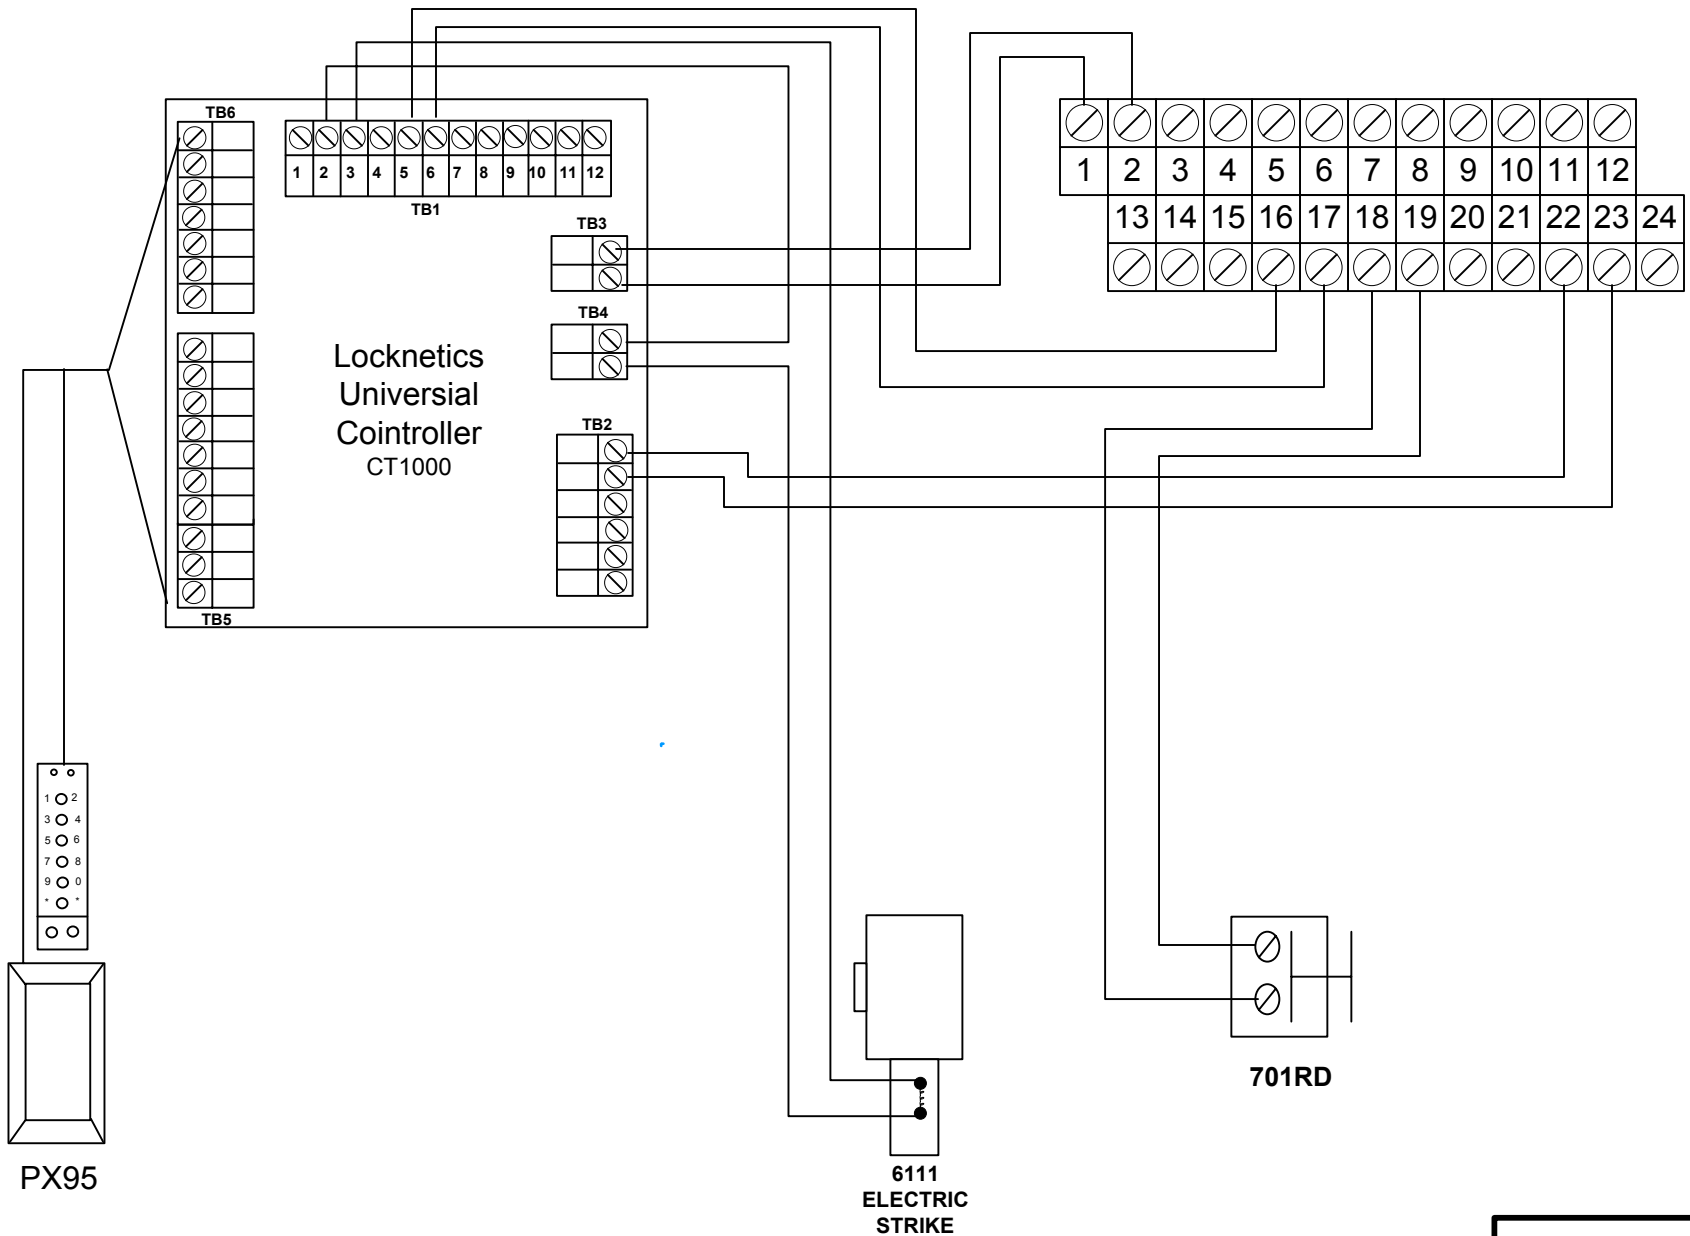 TB6
1 2 3 4 5 6 7 8 9 10 11 12
TB1
1 2 3 4 5 6 7 8 9 10 11 12
13 14 15 16 17 18 19 20 21 22 23 24
TB3
TB4
Locknetics
Universial
Cointroller
CT1000
TB2
TB5
1 2
3 4
5 6
7 8
9 0
* *
PX95
6111
ELECTRIC
STRIKE
701RD